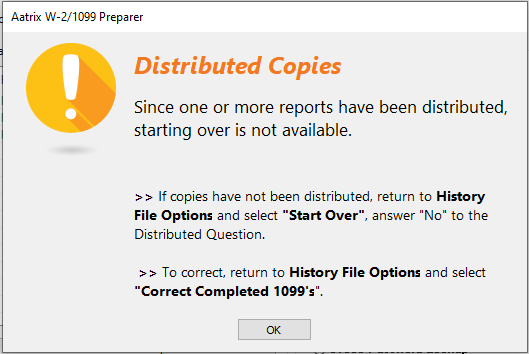 Aatrix W-2/1099 Preparer
Distributed Copies
Since one or more reports have been distributed,
starting over is not available.
>> If copies have not been distributed, return to History
File Options and select "Start Over", answer "No" to the
Distributed Question.
>> To correct, return to History File Options and select
"Correct Completed 1099's".
OK